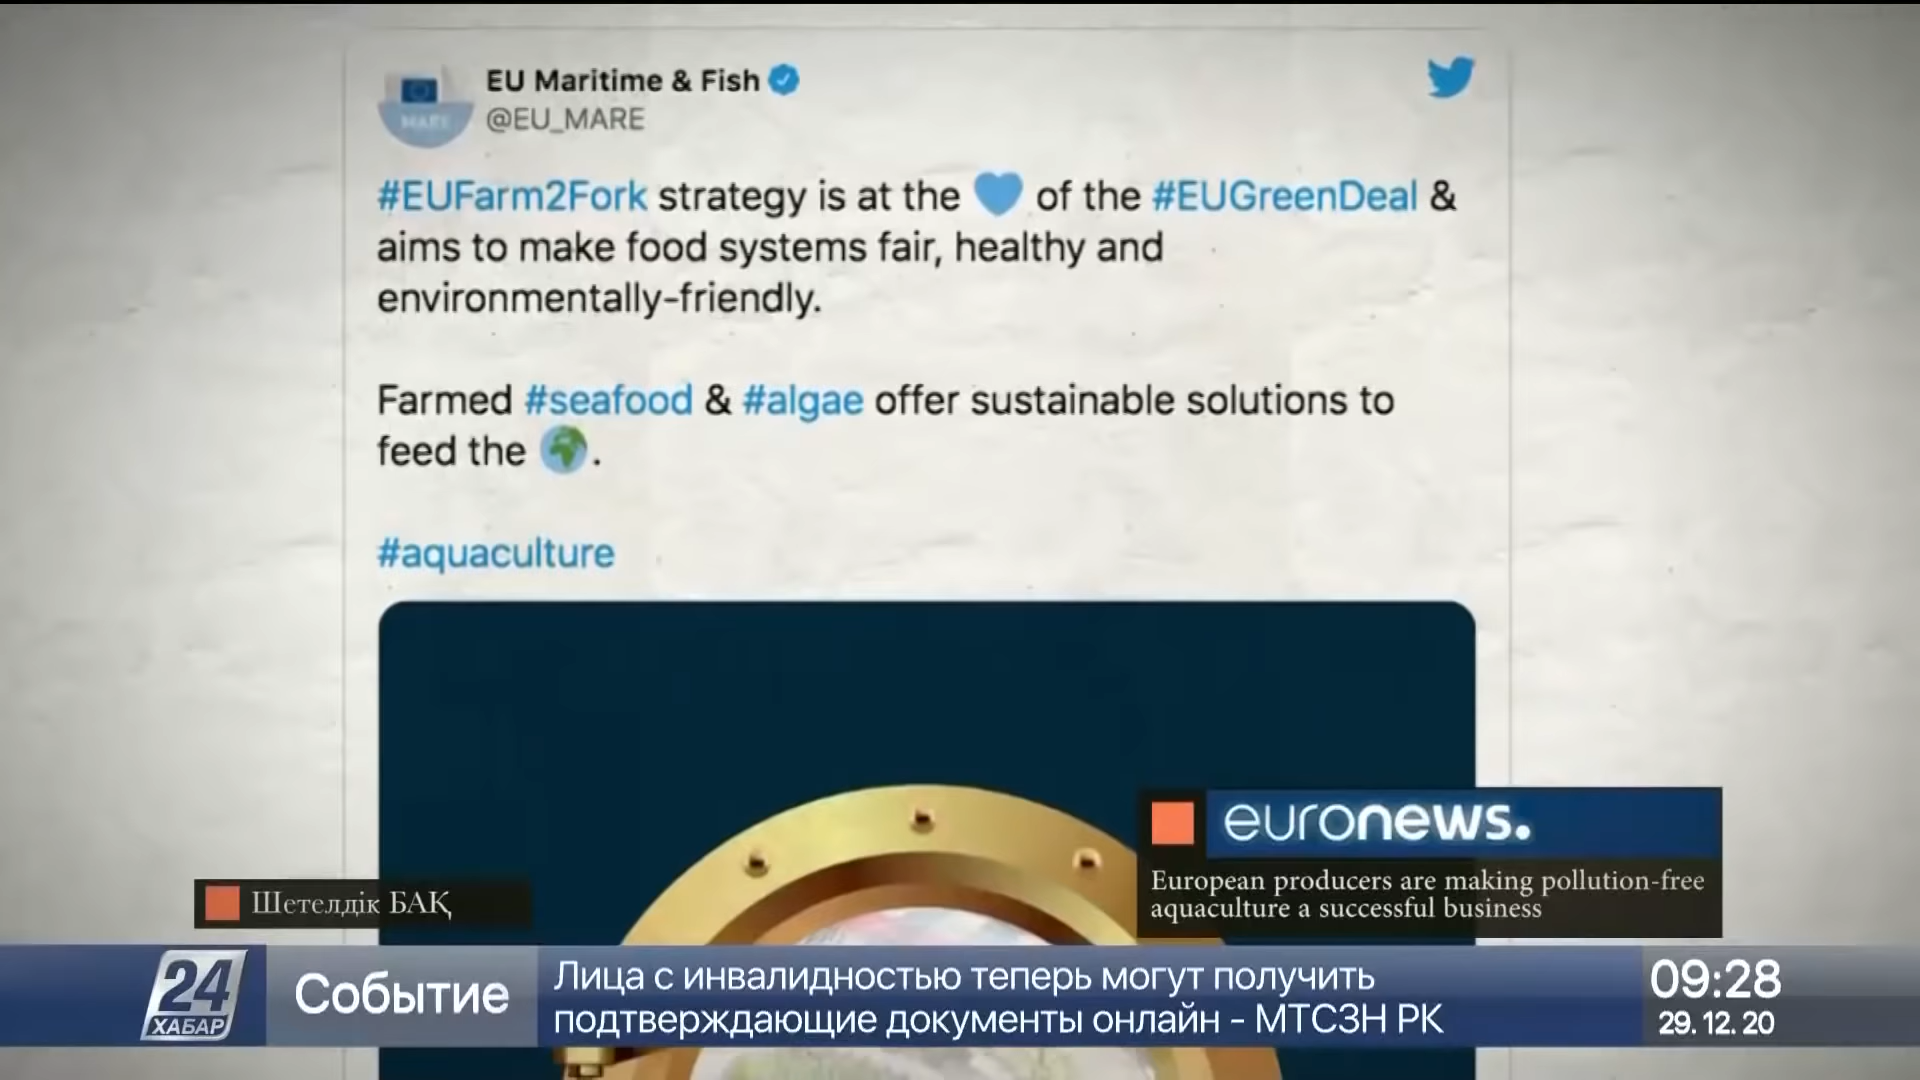 EU Maritime & Fish
@EU_MARE
MARE
#EUFarm2Fork strategy is at the 💙 of the #EUGreenDeal &
aims to make food systems fair, healthy and
environmentally-friendly.
Farmed #seafood & #algae offer sustainable solutions to
feed the 🌍.
#aquaculture
euronews.
European producers are making pollution-free
aquaculture a successful business
Шетелдік БАҚ
24
ХАБАР
Событие
Лица с инвалидностью теперь могут получить
подтверждающие документы онлайн - МТСЗН РК
09:28
29.12.20